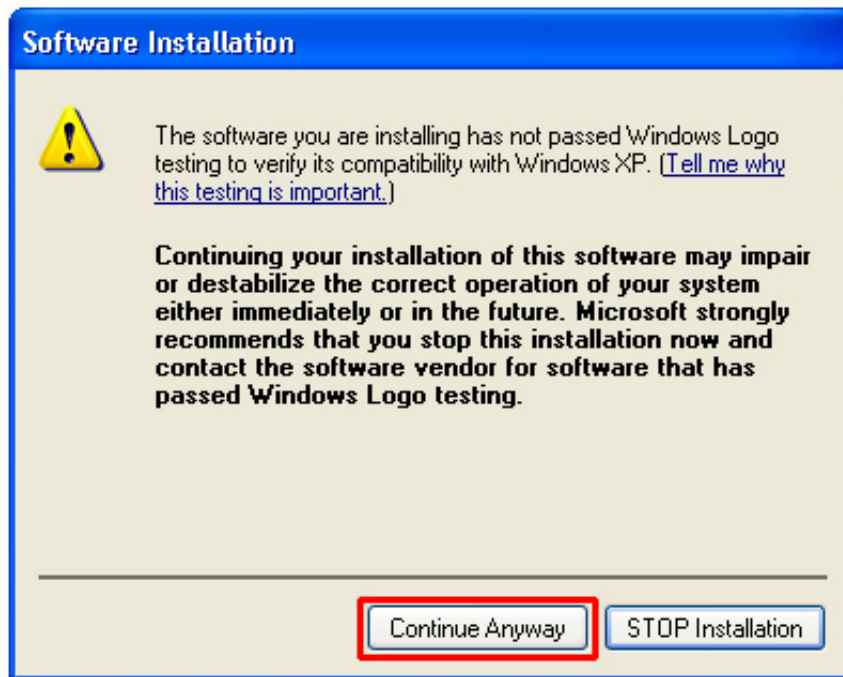 Software Installation
The software you are installing has not passed Windows Logo
testing to verify its compatibility with Windows XP. (Tell me why
this testing is important.)
Continuing your installation of this software may impair
or destabilize the correct operation of your system
either immediately or in the future. Microsoft strongly
recommends that you stop this installation now and
contact the software vendor for software that has
passed Windows Logo testing.
Continue Anyway
STOP Installation